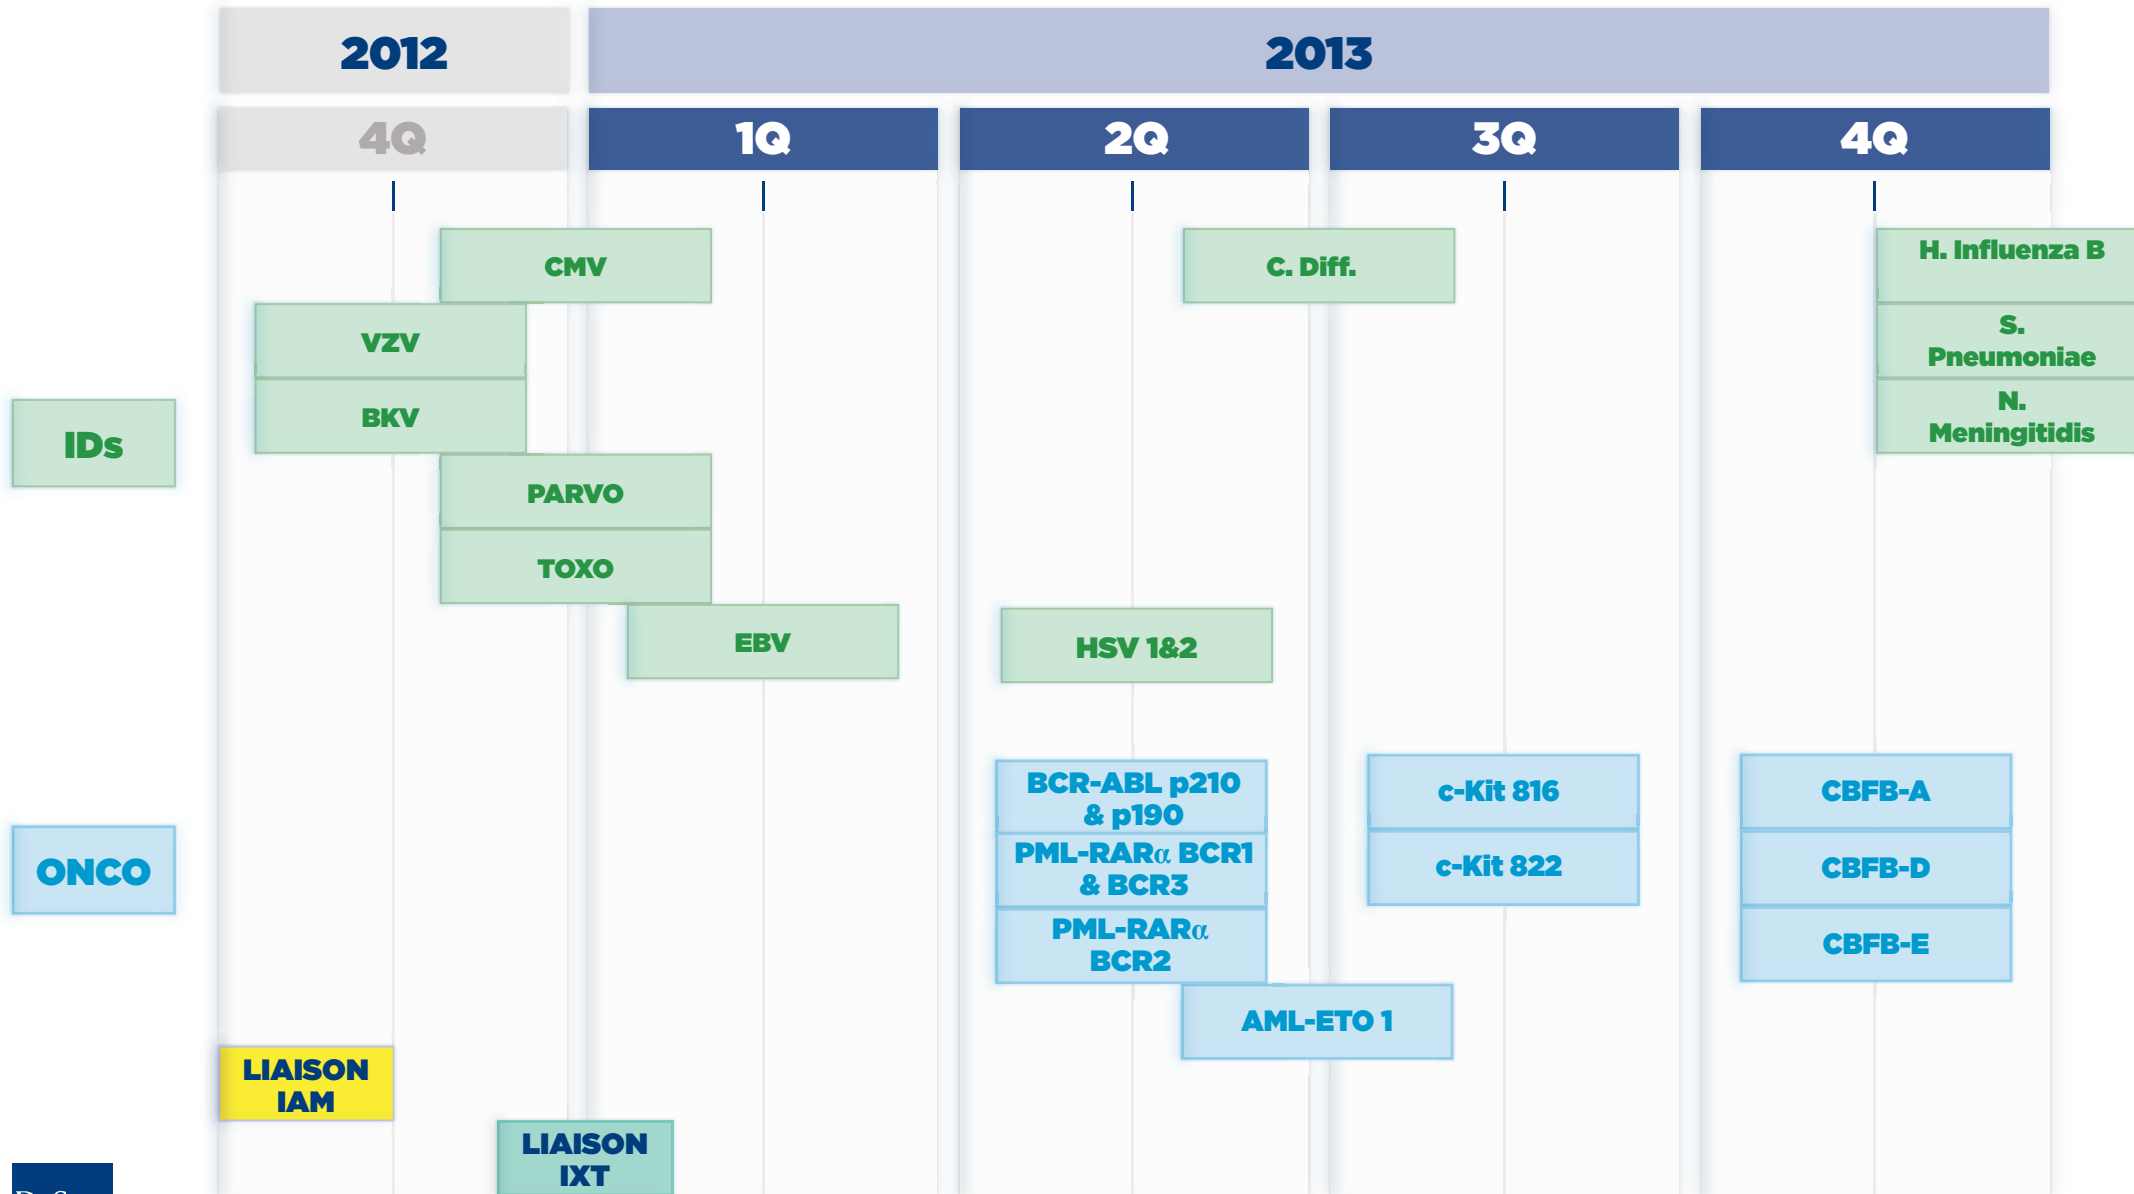 2012
2013
4Q
1Q
2Q
3Q
4Q
CMV
C. Diff.
H. Influenza B
VZV
S.
Pneumoniae
BKV
N.
Meningitidis
IDs
PARVO
TOXO
EBV
HSV 1&2
BCR-ABL p210
& p190
c-Kit 816
CBFB-A
PML-RARα BCR1
& BCR3
c-Kit 822
CBFB-D
ONCO
PML-RARα
BCR2
CBFB-E
AML-ETO 1
LIAISON
IAM
LIAISON
IXT